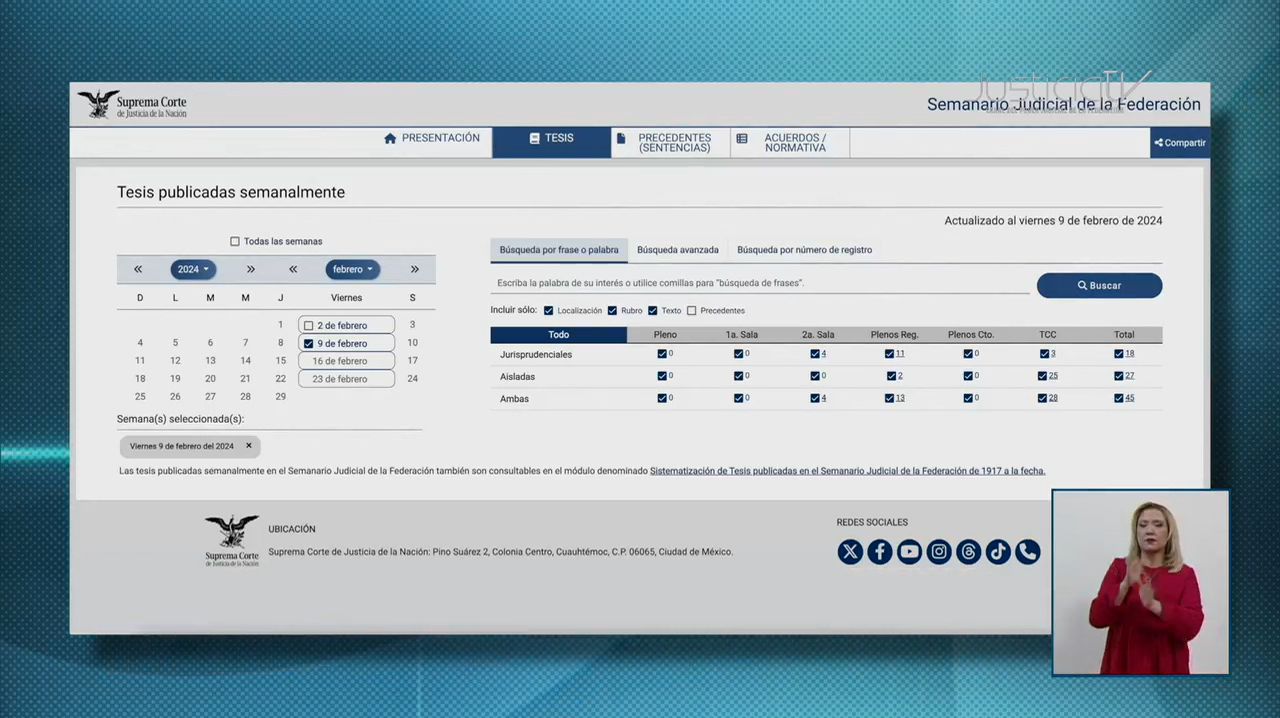 JusticiaTV
Suprema Corte
de Justicia de la Nación
Semanario Judicial de la Federación
PRESENTACIÓN
TESIS
PRECEDENTES
(SENTENCIAS)
ACUERDOS /
NORMATIVA
Compartir
Tesis publicadas semanalmente
Actualizado al viernes 9 de febrero de 2024
Todas las semanas
« 2024 » « febrero »
D L M M J Viernes S
1 2 de febrero 3
4 5 6 7 8 9 de febrero 10
11 12 13 14 15 16 de febrero 17
18 19 20 21 22 23 de febrero 24
25 26 27 28 29
Semana(s) seleccionada(s):
Viernes 9 de febrero del 2024 ×
Búsqueda por frase o palabra Búsqueda avanzada Búsqueda por número de registro
Escriba la palabra de su interés o utilice comillas para "búsqueda de frases".
Buscar
Incluir sólo: Localización Rubro Texto Precedentes
Todo Pleno 1a. Sala 2a. Sala Plenos Reg. Plenos Cto. TCC Total
Jurisprudenciales 0 0 4 11 0 3 18
Aisladas 0 0 0 2 0 25 27
Ambas 0 0 4 13 0 28 45
Las tesis publicadas semanalmente en el Semanario Judicial de la Federación también son consultables en el módulo denominado Sistematización de Tesis publicadas en el Semanario Judicial de la Federación de 1917 a la fecha.
Suprema Corte
de Justicia de la Nación
UBICACIÓN
Suprema Corte de Justicia de la Nación: Pino Suárez 2, Colonia Centro, Cuauhtémoc, C.P. 06065, Ciudad de México.
REDES SOCIALES